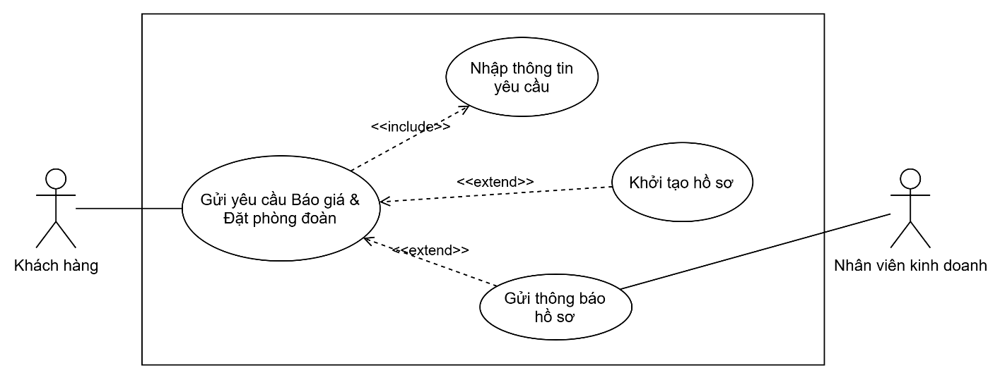 Nhập thông tin
yêu cầu
<<include>>
Gửi yêu cầu Báo giá &
Đặt phòng đoàn
<<extend>>
Khởi tạo hồ sơ
<<extend>>
Gửi thông báo
hồ sơ
Khách hàng
Nhân viên kinh doanh